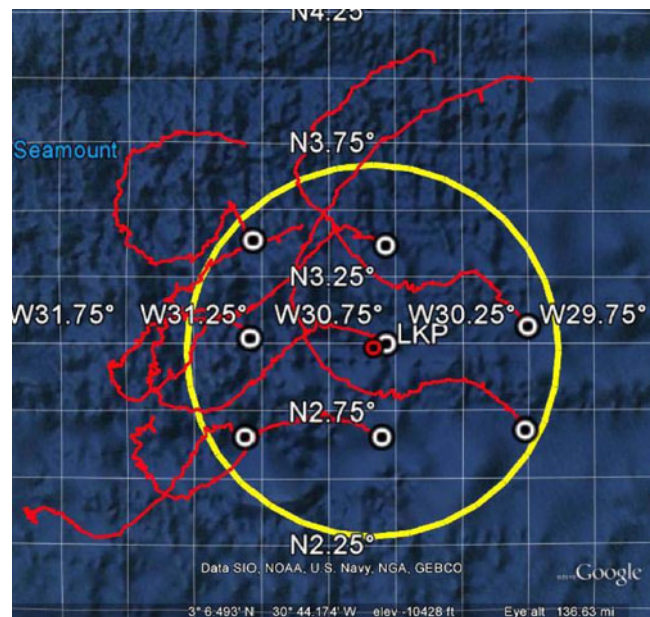 N4.25
N3.75°
Seamount
N3.25°
W31.75° W31.25° W30.75° W30.25° W29.75°
LKP
N2.75°
N2.25°
Data SIO, NOAA, U.S. Navy, NGA, GEBCO
Google
3° 6.493' N 30° 44.174' W elev -10428 ft Eye alt 136.63 mi